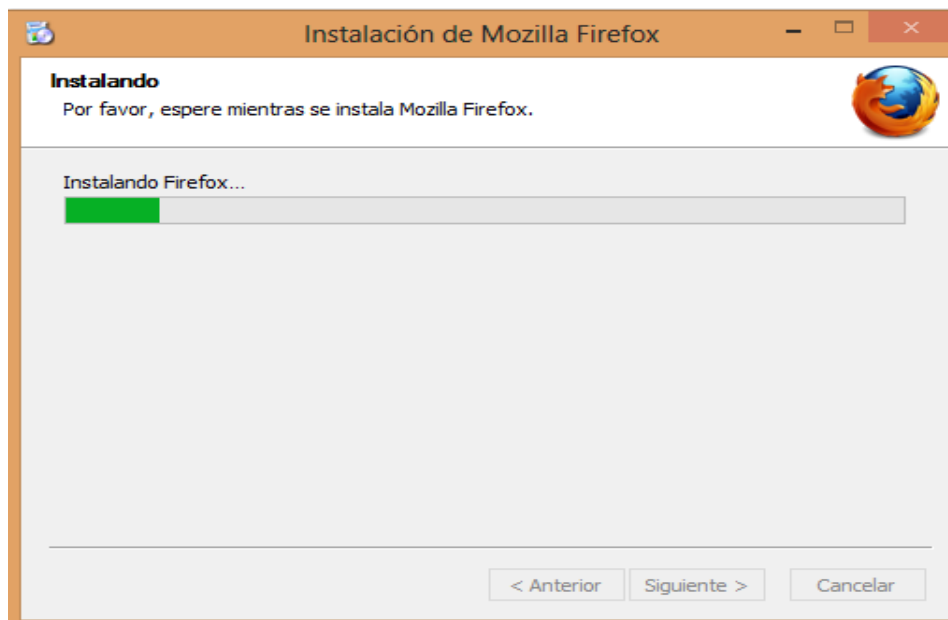 Instalación de Mozilla Firefox
Instalando
Por favor, espere mientras se instala Mozilla Firefox.
Instalando Firefox...
< Anterior
Siguiente >
Cancelar